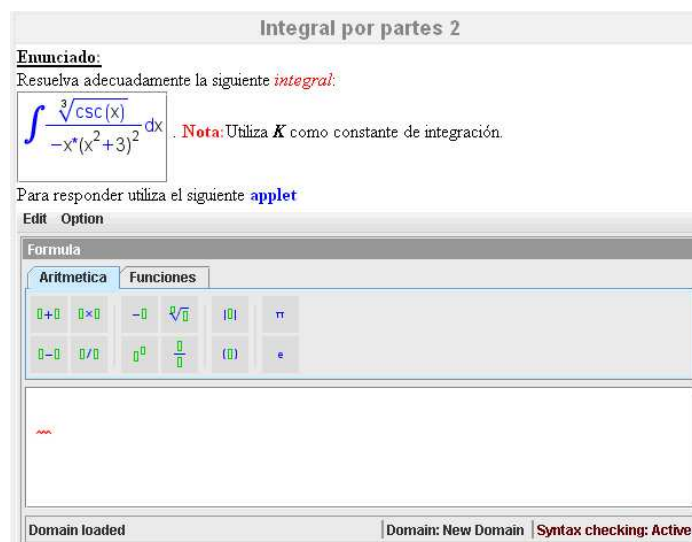 Integral por partes 2
Enunciado:
Resuelva adecuadamente la siguiente integral:
∫ ∛csc(x) / −x*(x²+3)² dx . Nota: Utiliza K como constante de integración.
Para responder utiliza el siguiente applet
Edit Option
Formula
Aritmetica Funciones
▯+▯ ▯×▯ −▯ ▯√▯ |▯| π
▯−▯ ▯/▯ ▯^▯ ▯/▯ (▯) e
Domain loaded Domain: New Domain Syntax checking: Active